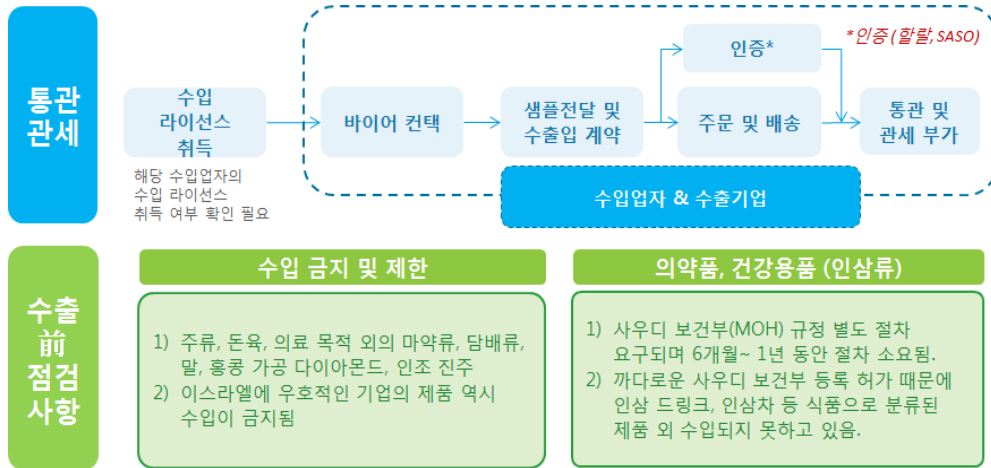 통관
관세
수입
라이선스
취득
해당 수입업자의
수입 라이선스
취득 여부 확인 필요
바이어 컨택
샘플전달 및
수출입 계약
인증*
*인증 (할랄, SASO)
주문 및 배송
통관 및
관세 부가
수입업자 & 수출기업
수출
前
점검
사항
수입 금지 및 제한
1) 주류, 돈육, 의료 목적 외의 마약류, 담배류,
말, 홍콩 가공 다이아몬드, 인조 진주
2) 이스라엘에 우호적인 기업의 제품 역시
수입이 금지됨
의약품, 건강용품 (인삼류)
1) 사우디 보건부(MOH) 규정 별도 절차
요구되며 6개월~ 1년 동안 절차 소요됨.
2) 까다로운 사우디 보건부 등록 허가 때문에
인삼 드링크, 인삼차 등 식품으로 분류된
제품 외 수입되지 못하고 있음.